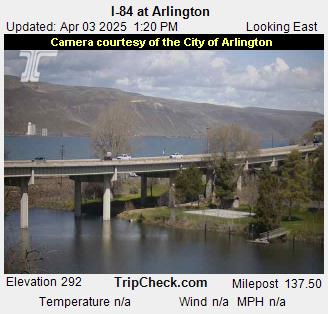 I-84 at Arlington
Updated: Apr 03 2025 1:20 PM Looking East
Camera courtesy of the City of Arlington
Elevation 292 TripCheck.com Milepost 137.50
Temperature n/a Wind n/a MPH n/a